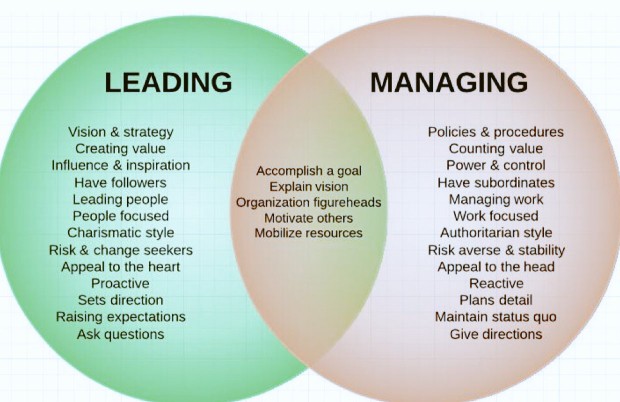 LEADING
Vision & strategy
Creating value
Influence & inspiration
Have followers
Leading people
People focused
Charismatic style
Risk & change seekers
Appeal to the heart
Proactive
Sets direction
Raising expectations
Ask questions
Accomplish a goal
Explain vision
Organization figureheads
Motivate others
Mobilize resources
MANAGING
Policies & procedures
Counting value
Power & control
Have subordinates
Managing work
Work focused
Authoritarian style
Risk averse & stability
Appeal to the head
Reactive
Plans detail
Maintain status quo
Give directions